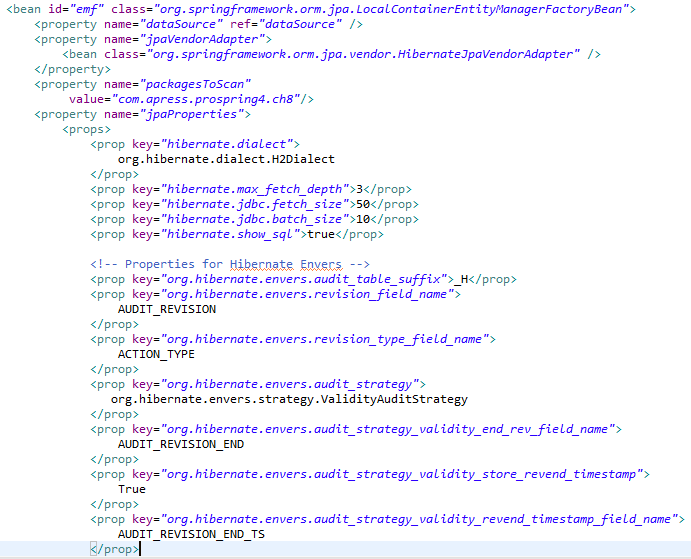 <bean id="emf" class="org.springframework.orm.jpa.LocalContainerEntityManagerFactoryBean">
    <property name="dataSource" ref="dataSource" />
    <property name="jpaVendorAdapter">
        <bean class="org.springframework.orm.jpa.vendor.HibernateJpaVendorAdapter" />
    </property>
    <property name="packagesToScan"
         value="com.apress.prospring4.ch8"/>
    <property name="jpaProperties">
        <props>
            <prop key="hibernate.dialect">
                org.hibernate.dialect.H2Dialect
            </prop>
            <prop key="hibernate.max_fetch_depth">3</prop>
            <prop key="hibernate.jdbc.fetch_size">50</prop>
            <prop key="hibernate.jdbc.batch_size">10</prop>
            <prop key="hibernate.show_sql">true</prop>

            <!-- Properties for Hibernate Envers -->
            <prop key="org.hibernate.envers.audit_table_suffix">_H</prop>
            <prop key="org.hibernate.envers.revision_field_name">
                AUDIT_REVISION
            </prop>
            <prop key="org.hibernate.envers.revision_type_field_name">
                ACTION_TYPE
            </prop>
            <prop key="org.hibernate.envers.audit_strategy">
               org.hibernate.envers.strategy.ValidityAuditStrategy
            </prop>
            <prop key="org.hibernate.envers.audit_strategy_validity_end_rev_field_name">
                AUDIT_REVISION_END
            </prop>
            <prop key="org.hibernate.envers.audit_strategy_validity_store_revend_timestamp">
                True
            </prop>
            <prop key="org.hibernate.envers.audit_strategy_validity_revend_timestamp_field_name">
                AUDIT_REVISION_END_TS
            </prop>